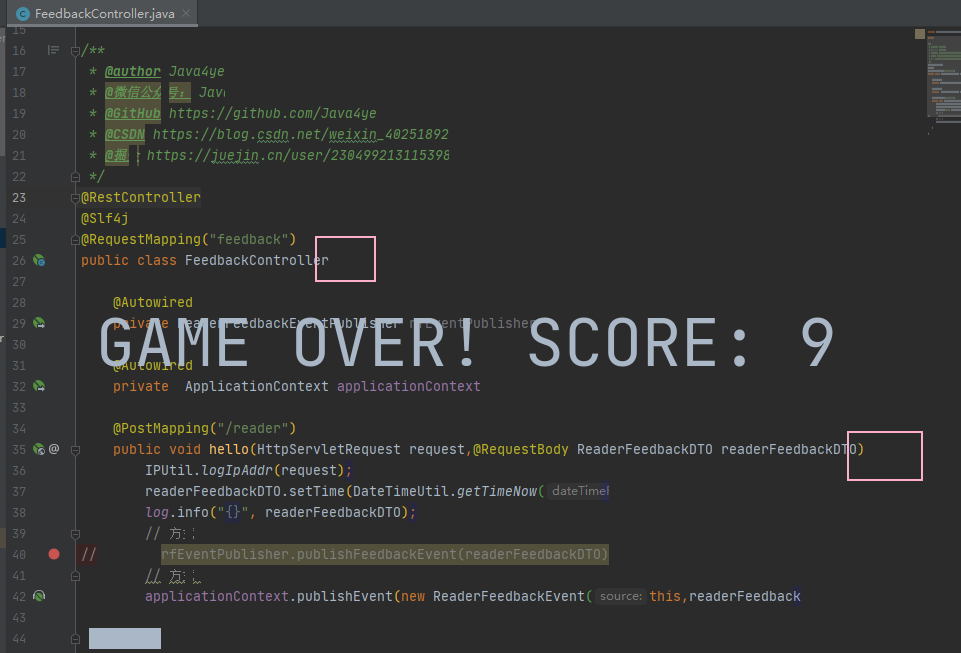 FeedbackController.java
15
16 /**
17 * @author Java4ye
18 * @微信公众号: Jav
19 * @GitHub https://github.com/Java4ye
20 * @CSDN https://blog.csdn.net/weixin_40251892
21 * @掘 : https://juejin.cn/user/230499213115398
22 */
23 @RestController
24 @Slf4j
25 @RequestMapping("feedback")
26 public class FeedbackController
27
28 @Autowired
29 private ReaderFeedbackEventPublisher rfEventPublisher
GAME OVER! SCORE: 9
30
31 @Autowired
32 private ApplicationContext applicationContext
33
34 @PostMapping("/reader")
35 @ public void hello(HttpServletRequest request,@RequestBody ReaderFeedbackDTO readerFeedbackDTO)
36 IPUtil.logIpAddr(request);
37 readerFeedbackDTO.setTime(DateTimeUtil.getTimeNow( dateTimeF
38 log.info("{}", readerFeedbackDTO);
39 // 方
40 // rfEventPublisher.publishFeedbackEvent(readerFeedbackDTO)
41 // 方
42 applicationContext.publishEvent(new ReaderFeedbackEvent( source: this,readerFeedback
43
44